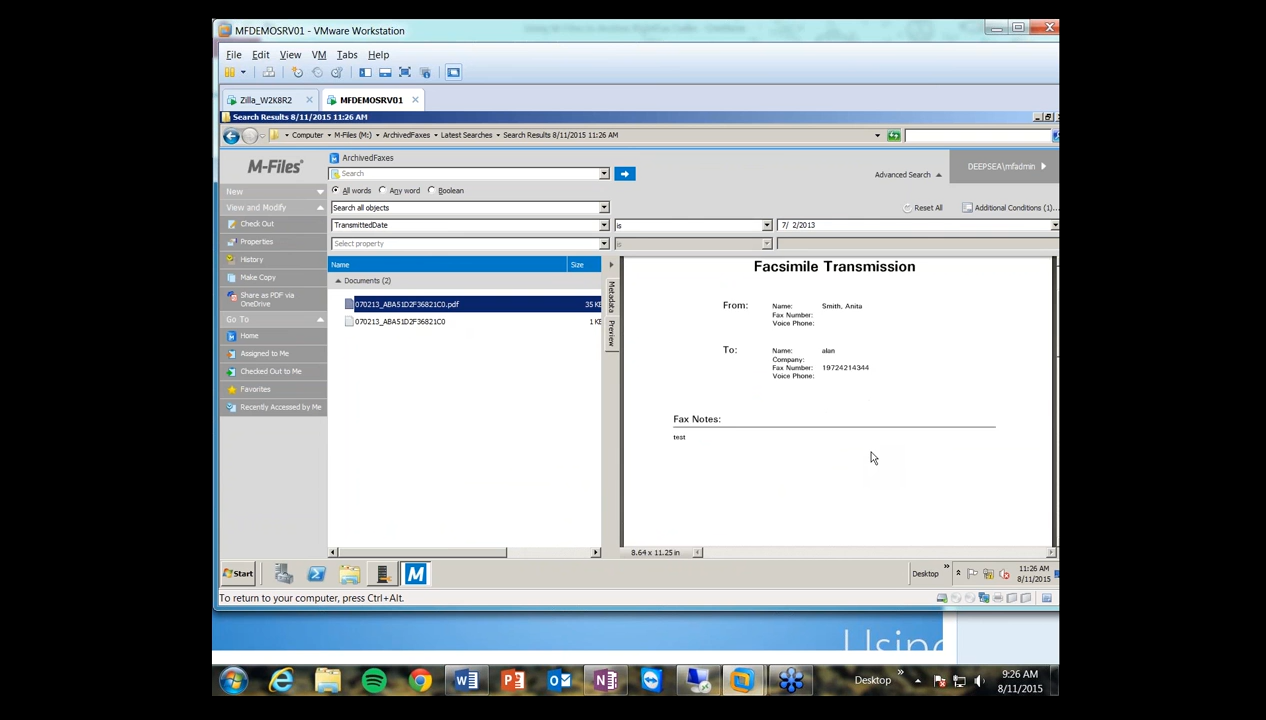 MFDEMOSRV01 - VMware Workstation
File Edit View VM Tabs Help
Zilla_W2K8R2 MFDEMOSRV01
Search Results 8/11/2015 11:26 AM
Computer M-Files (M:) ArchivedFaxes Latest Searches Search Results 8/11/2015 11:26 AM
M-Files
ArchivedFaxes
DEEPSEA\mfadmin
Search
Advanced Search
New
All words Any word Boolean
View and Modify
Search all objects
Reset All Additional Conditions (1)...
Check Out
TransmittedDate is 7/ 2/2013
Properties
Select property is
History
Name Size
Make Copy
Documents (2)
Share as PDF via
OneDrive
070213_ABA51D2F36821C0.pdf 35 KB
Go To
070213_ABA51D2F36821C0 1 KB
Home
Assigned to Me
Checked Out to Me
Favorites
Recently Accessed by Me
Metadata
Preview
Facsimile Transmission
From: Name: Smith, Anita
Fax Number:
Voice Phone:
To: Name: alan
Company:
Fax Number: 19724214344
Voice Phone:
Fax Notes:
test
8.64 x 11.25 in
Start
Desktop
11:26 AM
8/11/2015
To return to your computer, press Ctrl+Alt.
Using
Desktop
9:26 AM
8/11/2015